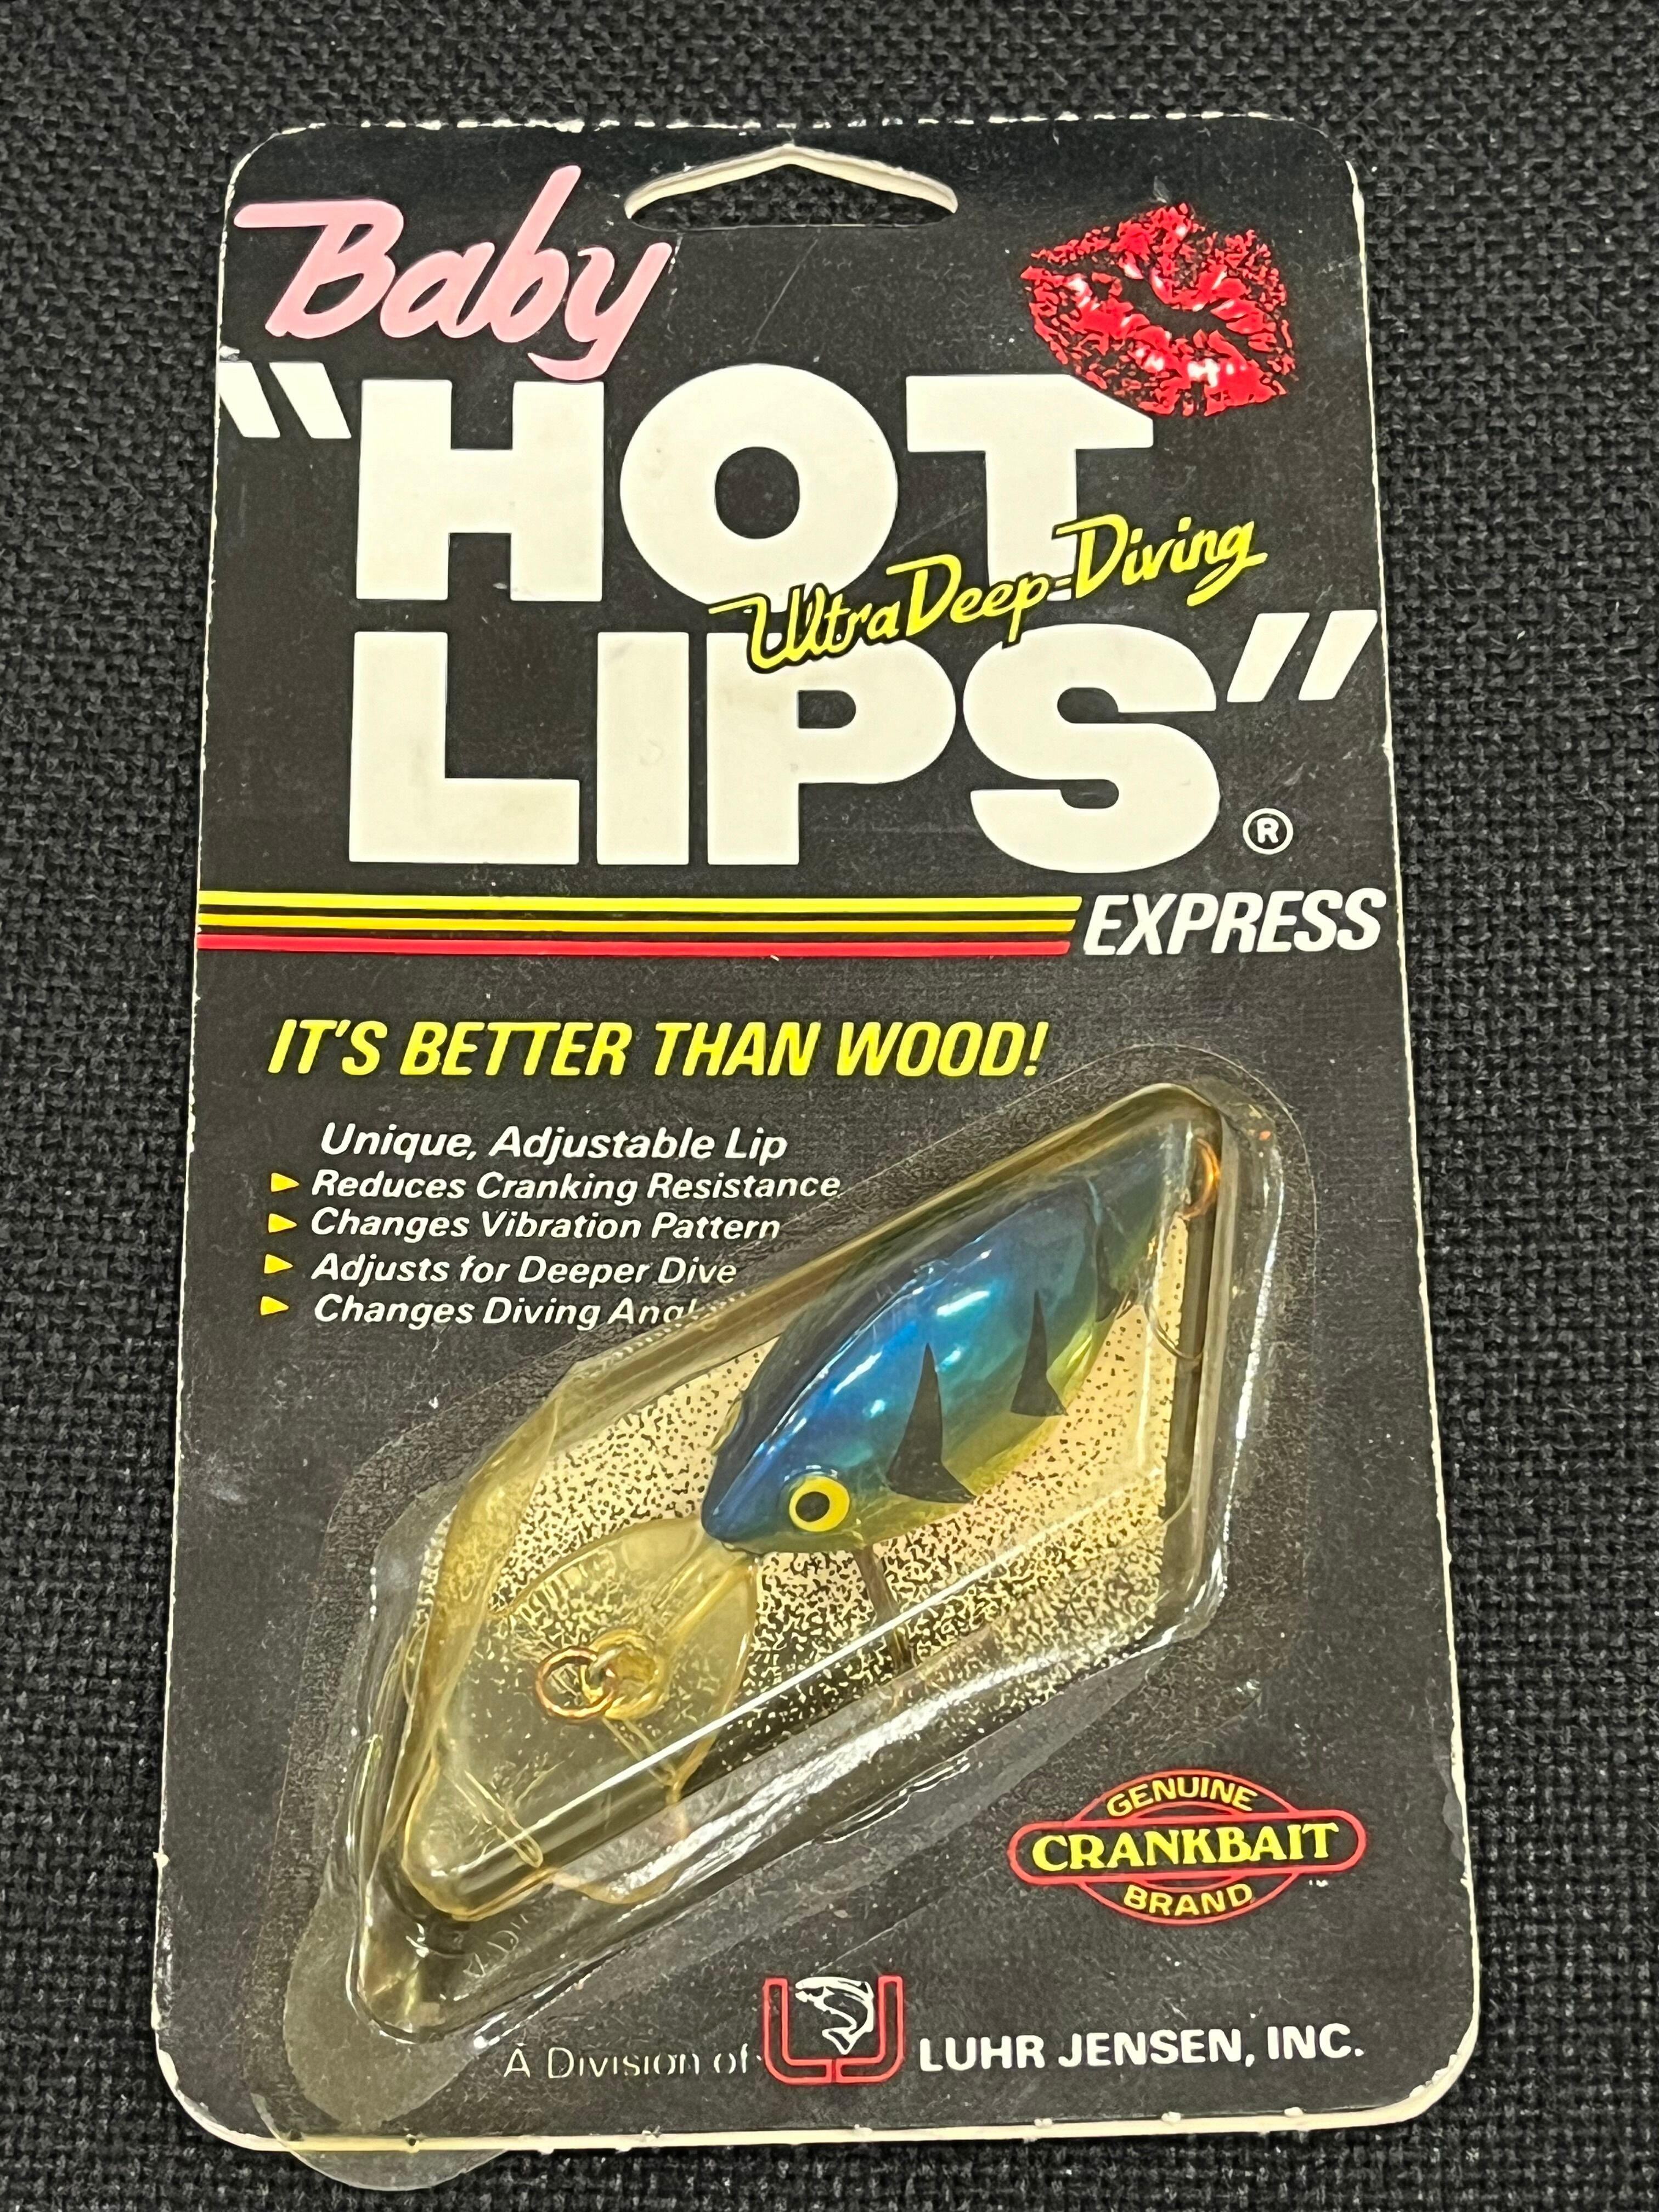 Baby
"HOT
Ultra Deep-Diving
LIPS"®
EXPRESS
IT'S BETTER THAN WOOD!
Unique, Adjustable Lip
Reduces Cranking Resistance
Changes Vibration Pattern
Adjusts for Deeper Dive
Changes Diving
GENUINE
CRANKBAIT
BRAND
A Division of LJ LUHR JENSEN, INC.